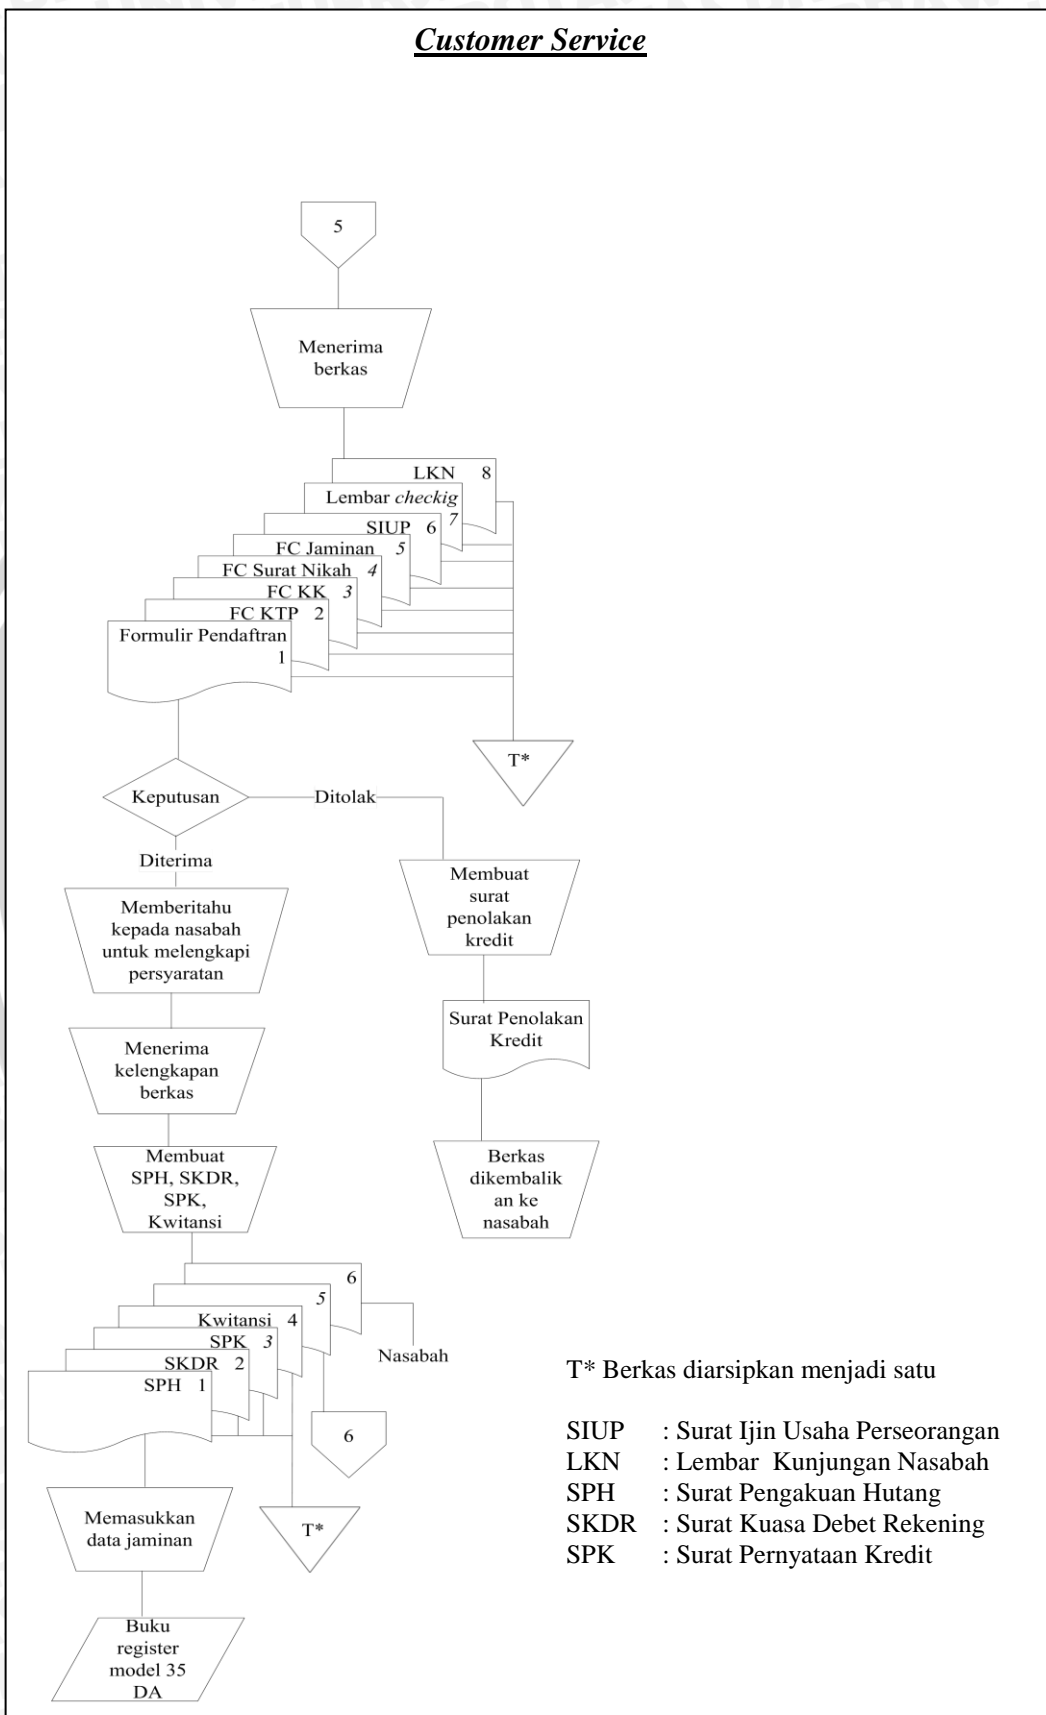 Customer Service
5
Menerima
berkas
LKN 8
Lembar checkig
7
SIUP 6
FC Jaminan 5
FC Surat Nikah 4
FC KK 3
FC KTP 2
Formulir Pendaftran
1
T*
Keputusan
Ditolak
Diterima
Memberitahu
kepada nasabah
untuk melengkapi
persyaratan
Membuat
surat
penolakan
kredit
Menerima
kelengkapan
berkas
Surat Penolakan
Kredit
Membuat
SPH, SKDR,
SPK,
Kwitansi
Berkas
dikembalik
an ke
nasabah
6
5
Kwitansi 4
SPK 3
SKDR 2
SPH 1
Nasabah
6
T*
Memasukkan
data jaminan
Buku
register
model 35
DA
T* Berkas diarsipkan menjadi satu
SIUP : Surat Ijin Usaha Perseorangan
LKN : Lembar Kunjungan Nasabah
SPH : Surat Pengakuan Hutang
SKDR : Surat Kuasa Debet Rekening
SPK : Surat Pernyataan Kredit